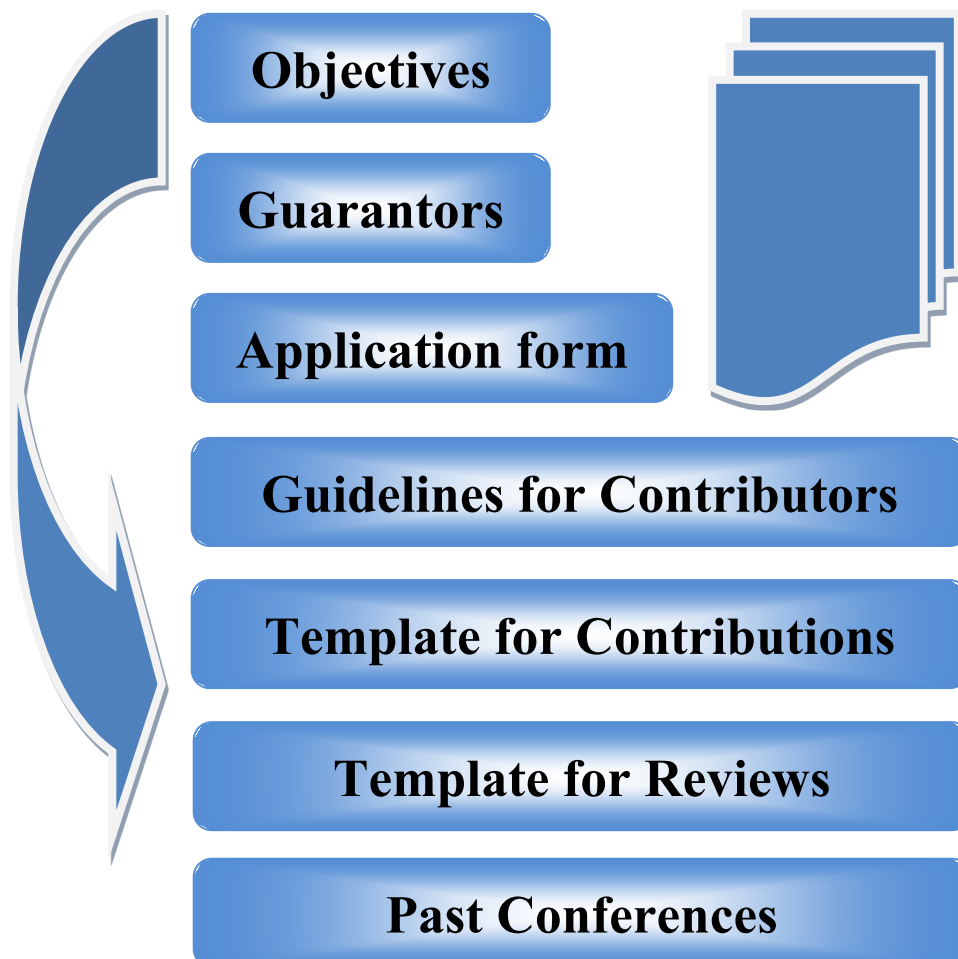 Objectives
Guarantors
Application form
Guidelines for Contributors
Template for Contributions
Template for Reviews
Past Conferences